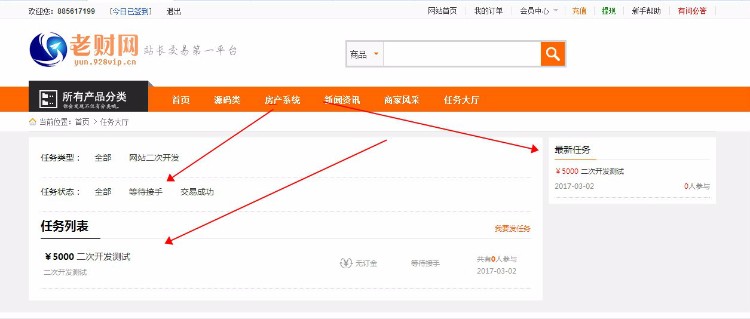 欢迎您: 885617199 [今日已签到] 退出
网站首页 我的订单 会员中心 充值 提现 新手帮助 有问必答
老财网
yun.928vip.cn
站长交易第一平台
商品
所有产品分类
首页 源码类 房产系统 新闻资讯 商家风采 任务大厅
当前位置: 首页 > 任务大厅
任务类型: 全部 网站二次开发
任务状态: 全部 等待接手 交易成功
任务列表
我要发任务
¥5000 二次开发测试
二次开发测试
无订金
等待接手
共有0人参与
2017-03-02
最新任务
¥5000 二次开发测试
2017-03-02 0人参与